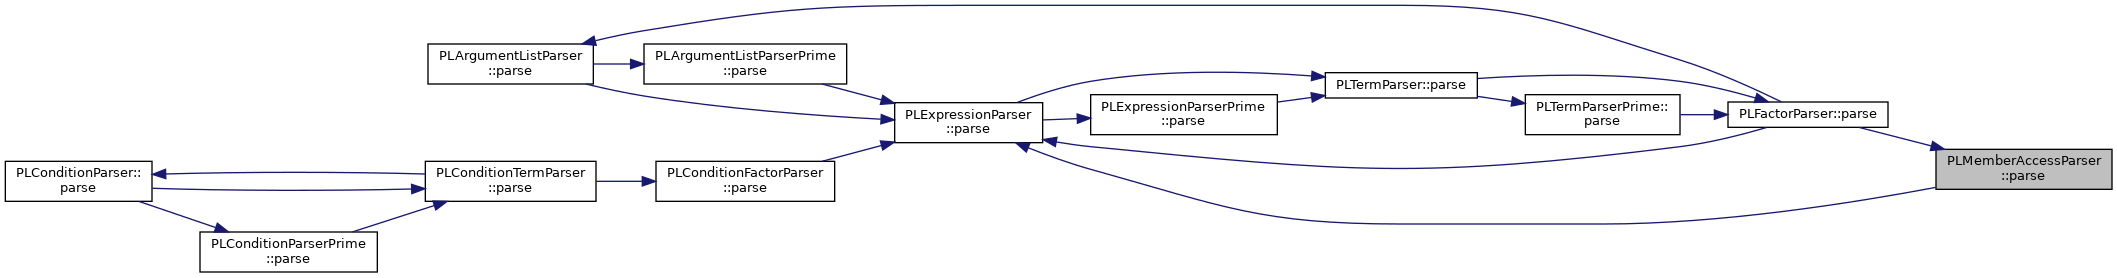 PLArgumentListParser
::parse
PLArgumentListParserPrime
::parse
PLExpressionParser
::parse
PLExpressionParserPrime
::parse
PLTermParser::parse
PLTermParserPrime::
parse
PLFactorParser::parse
PLMemberAccessParser
::parse
PLConditionParser::
parse
PLConditionTermParser
::parse
PLConditionFactorParser
::parse
PLConditionParserPrime
::parse